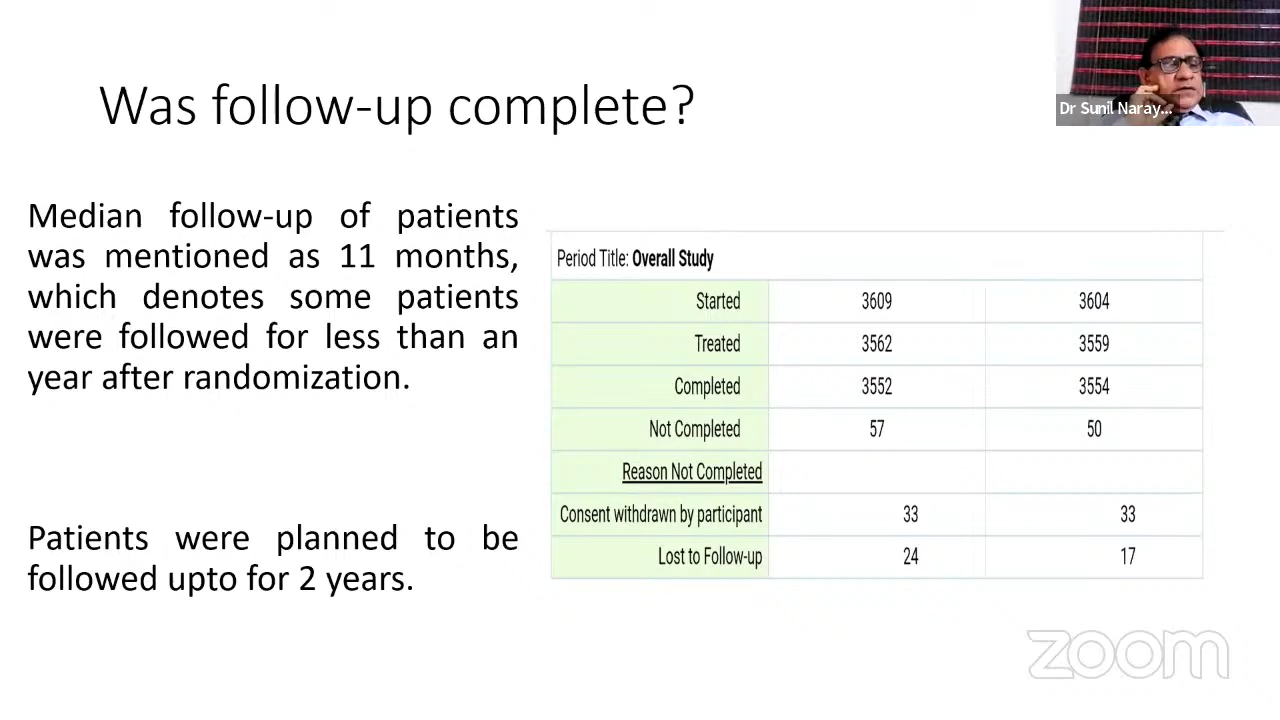 Was follow-up complete?
Dr Sunil Naray...
Median follow-up of patients
was mentioned as 11 months,
which denotes some patients
were followed for less than an
year after randomization.
Patients were planned to be
followed upto for 2 years.
Period Title: Overall Study
Started 3609 3604
Treated 3562 3559
Completed 3552 3554
Not Completed 57 50
Reason Not Completed
Consent withdrawn by participant 33 33
Lost to Follow-up 24 17
zoom